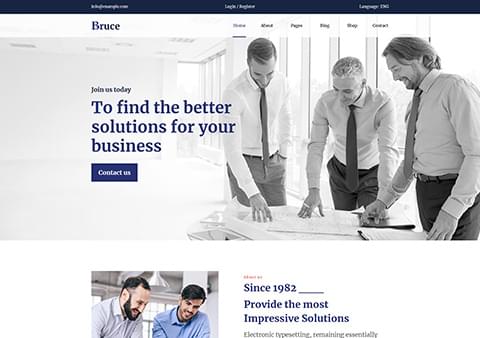 info@example.com Login / Register Language: ENG
Bruce Home About Pages Blog Shop Contact
Join us today
To find the better
solutions for your
business
Contact us
About us
Since 1982 ___
Provide the most
Impressive Solutions
Electronic typesetting, remaining essentially